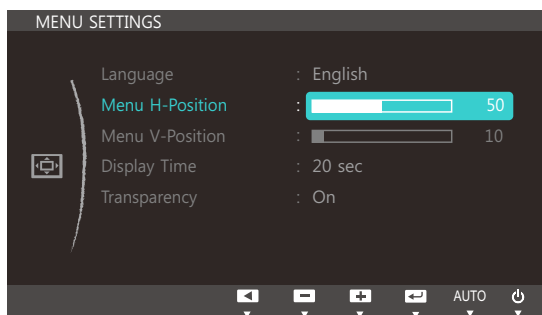 MENU SETTINGS
Language : English
Menu H-Position : 50
Menu V-Position : 10
Display Time : 20 sec
Transparency : On
AUTO